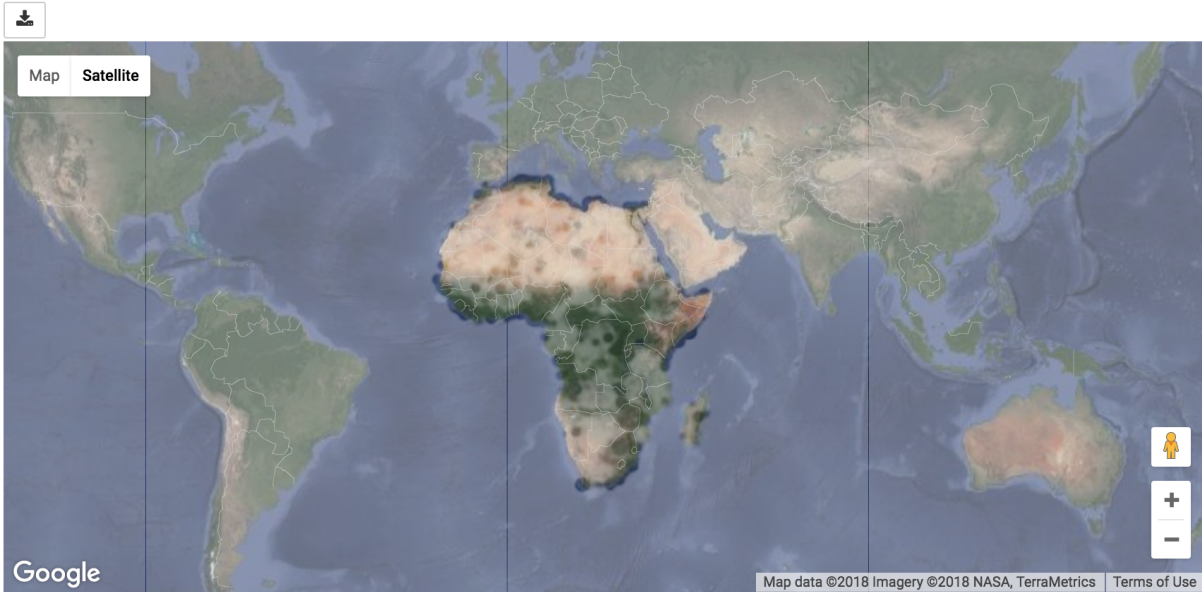 Map Satellite
Google
Map data ©2018 Imagery ©2018 NASA, TerraMetrics Terms of Use